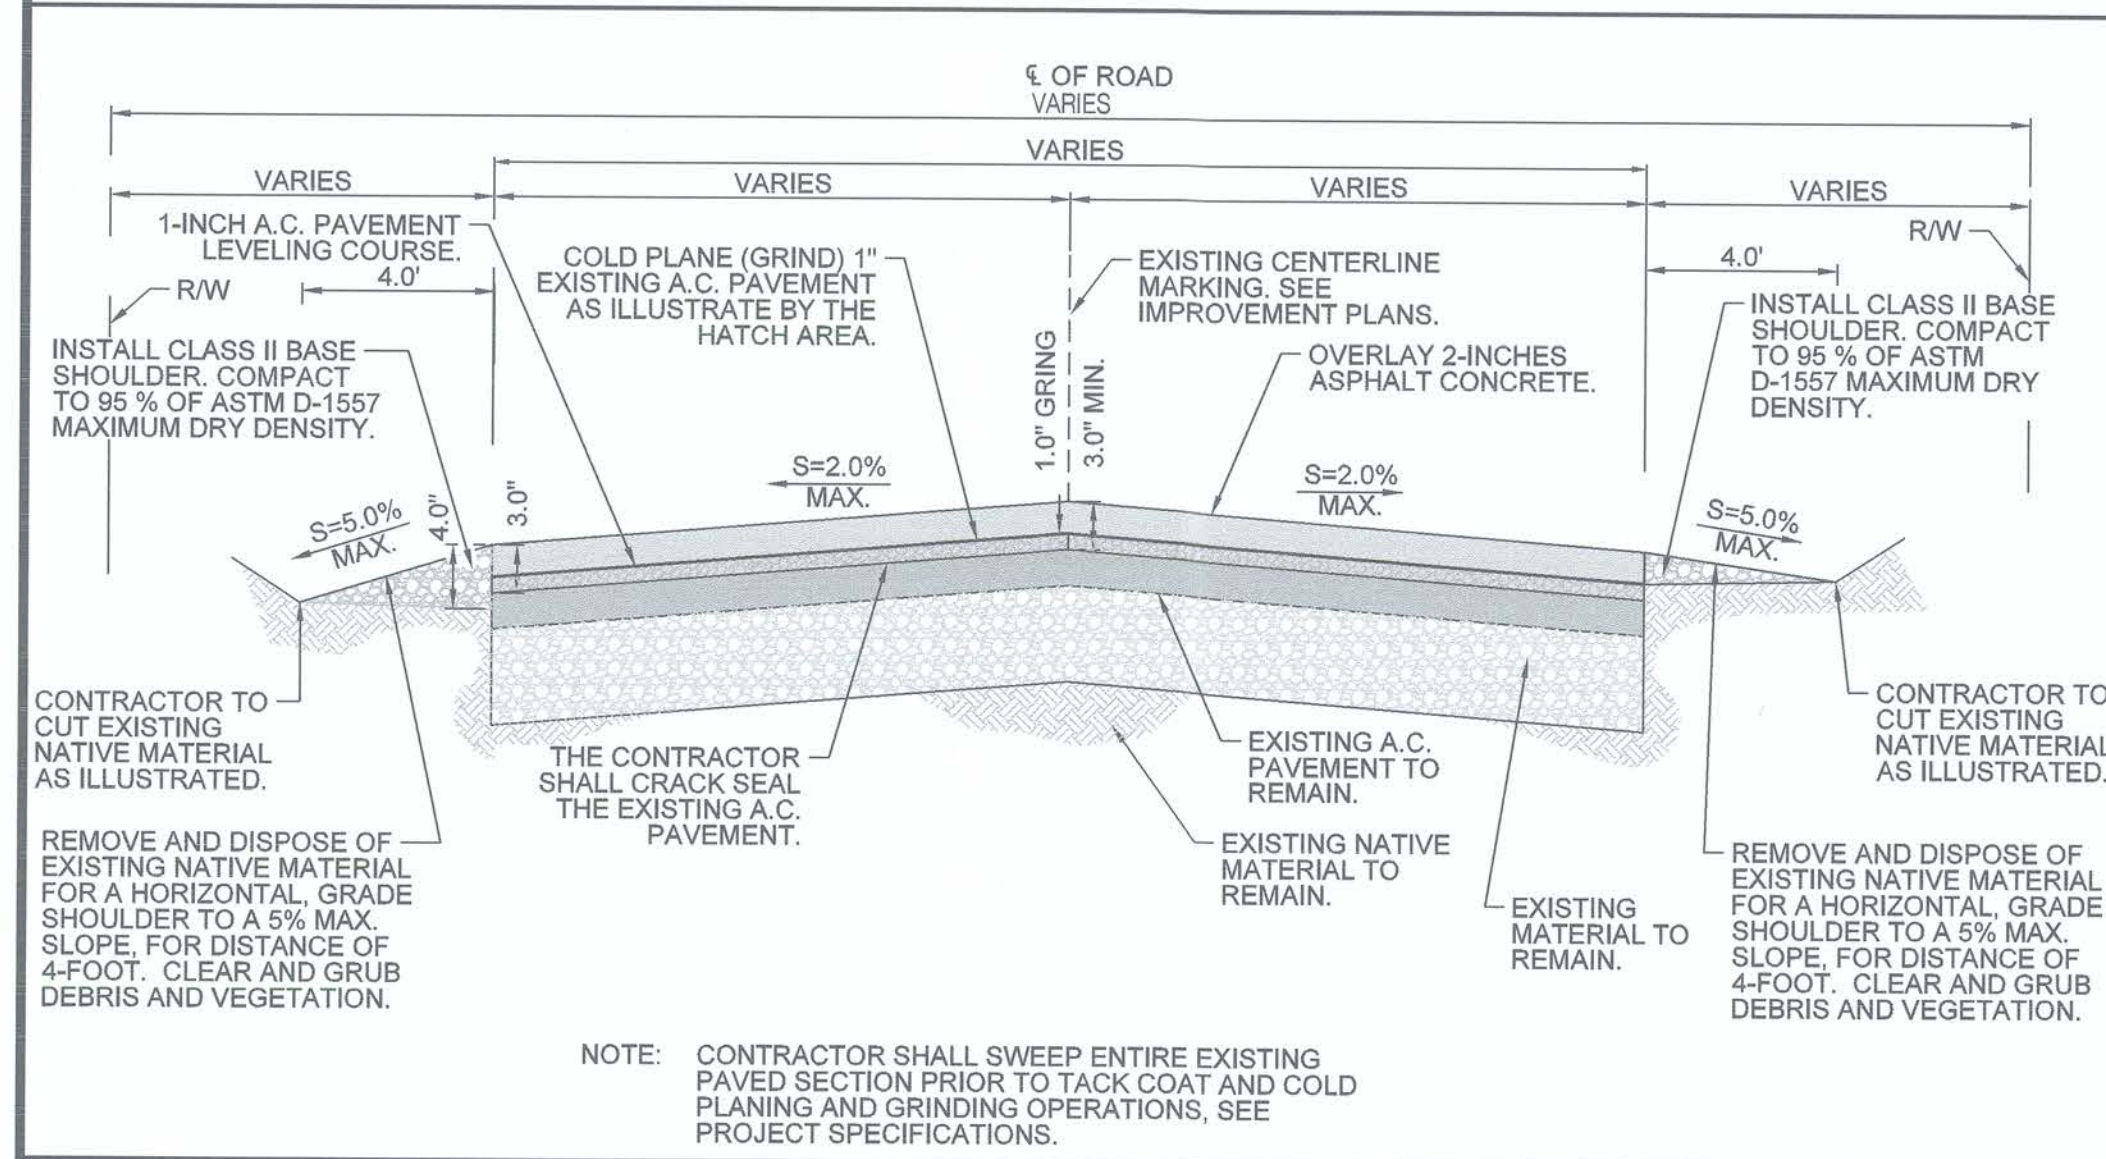 ℄ OF ROAD
VARIES
VARIES
VARIES
VARIES
VARIES
VARIES
1-INCH A.C. PAVEMENT
LEVELING COURSE.
R/W
4.0'
COLD PLANE (GRIND) 1"
EXISTING A.C. PAVEMENT
AS ILLUSTRATE BY THE
HATCH AREA.
EXISTING CENTERLINE
MARKING. SEE
IMPROVEMENT PLANS.
R/W
4.0'
INSTALL CLASS II BASE
SHOULDER. COMPACT
TO 95 % OF ASTM D-1557
MAXIMUM DRY DENSITY.
1.0" GRING
3.0" MIN.
OVERLAY 2-INCHES
ASPHALT CONCRETE.
INSTALL CLASS II BASE
SHOULDER. COMPACT
TO 95 % OF ASTM
D-1557 MAXIMUM DRY
DENSITY.
S=5.0%
MAX.
4.0"
3.0"
S=2.0%
MAX.
S=2.0%
MAX.
S=5.0%
MAX.
CONTRACTOR TO
CUT EXISTING
NATIVE MATERIAL
AS ILLUSTRATED.
THE CONTRACTOR
SHALL CRACK SEAL
THE EXISTING A.C.
PAVEMENT.
EXISTING A.C.
PAVEMENT TO
REMAIN.
CONTRACTOR TO
CUT EXISTING
NATIVE MATERIAL
AS ILLUSTRATED.
REMOVE AND DISPOSE OF
EXISTING NATIVE MATERIAL
FOR A HORIZONTAL, GRADE
SHOULDER TO A 5% MAX.
SLOPE, FOR DISTANCE OF
4-FOOT. CLEAR AND GRUB
DEBRIS AND VEGETATION.
EXISTING NATIVE
MATERIAL TO
REMAIN.
EXISTING
MATERIAL TO
REMAIN.
REMOVE AND DISPOSE OF
EXISTING NATIVE MATERIAL
FOR A HORIZONTAL, GRADE
SHOULDER TO A 5% MAX.
SLOPE, FOR DISTANCE OF
4-FOOT. CLEAR AND GRUB
DEBRIS AND VEGETATION.
NOTE: CONTRACTOR SHALL SWEEP ENTIRE EXISTING
PAVED SECTION PRIOR TO TACK COAT AND COLD
PLANING AND GRINDING OPERATIONS, SEE
PROJECT SPECIFICATIONS.